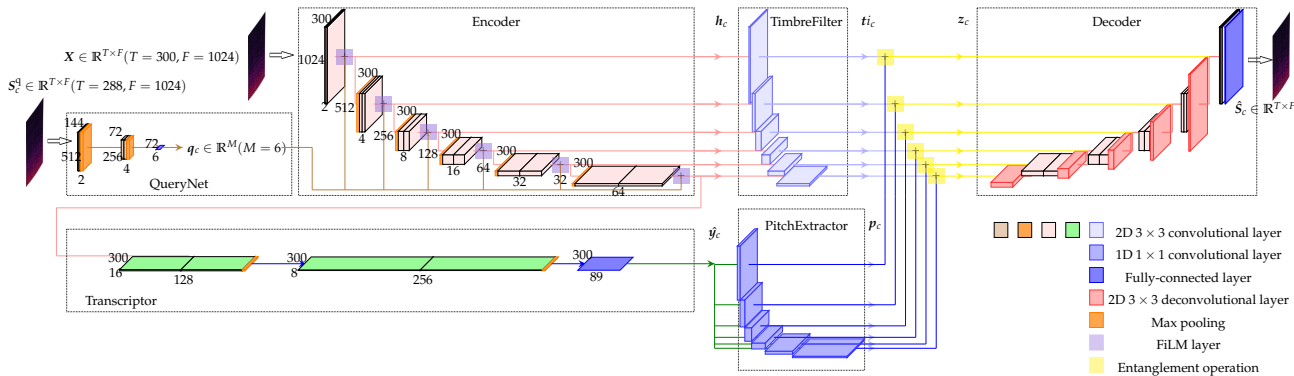 Encoder
TimbreFilter
Decoder
h_c
ti_c
z_c
X ∈ ℝ^{T×F}(T = 300, F = 1024)
S_c^q ∈ ℝ^{T×F}(T = 288, F = 1024)
Ŝ_c ∈ ℝ^{T×F}
300
1024
2
300
512
4
300
256
8
300
128
16
300
64
32
300
32
64
144
512
2
72
256
4
72
6
q_c ∈ ℝ^M(M = 6)
QueryNet
300
16
128
300
8
256
300
89
Transcriptor
ŷ_c
PitchExtractor
p_c
2D 3 × 3 convolutional layer
1D 1 × 1 convolutional layer
Fully-connected layer
2D 3 × 3 deconvolutional layer
Max pooling
FiLM layer
Entanglement operation